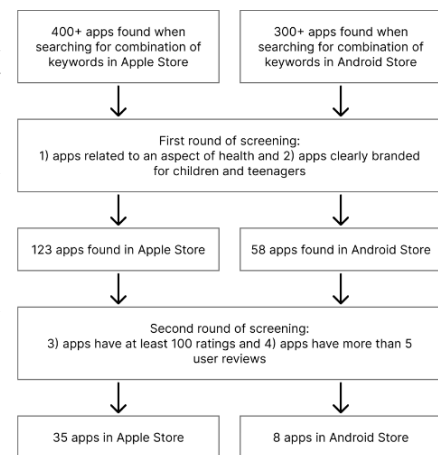 400+ apps found when
searching for combination of
keywords in Apple Store
300+ apps found when
searching for combination of
keywords in Android Store
First round of screening:
1) apps related to an aspect of health and 2) apps clearly branded
for children and teenagers
123 apps found in Apple Store
58 apps found in Android Store
Second round of screening:
3) apps have at least 100 ratings and 4) apps have more than 5
user reviews
35 apps in Apple Store
8 apps in Android Store